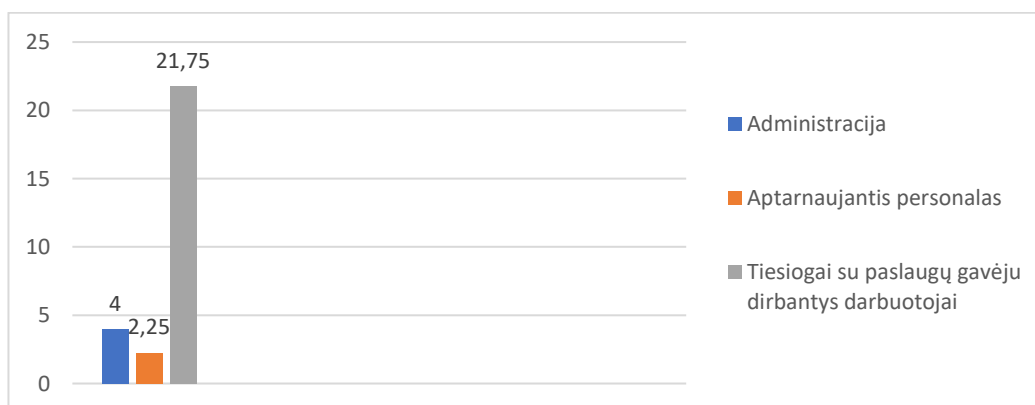 25
20
15
10
5
0
21,75
4
2,25
Administracija
Aptarnaujantis personalas
Tiesiogai su paslaugų gavėju
dirbantys darbuotojai